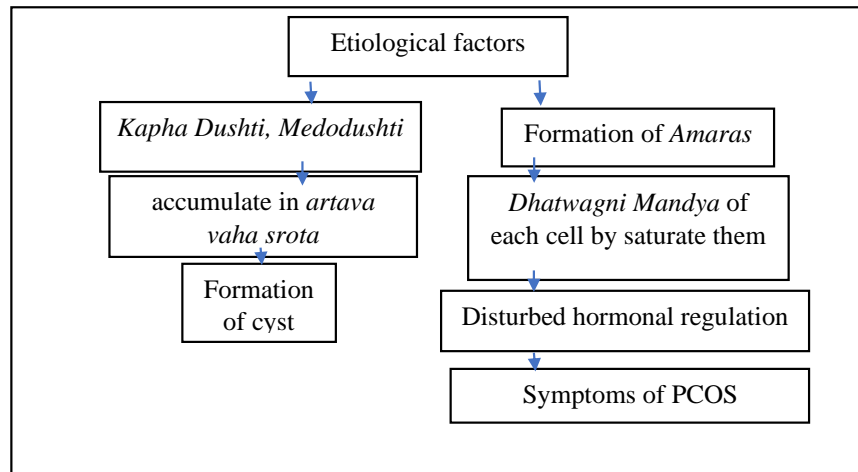 Etiological factors
Kapha Dushti, Medodushti
accumulate in artava
vaha srota
Formation
of cyst
Formation of Amaras
Dhatwagni Mandya of
each cell by saturate them
Disturbed hormonal regulation
Symptoms of PCOS